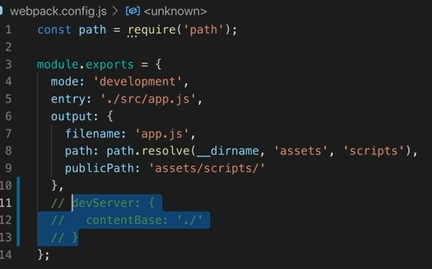 webpack.config.js > <unknown>
1 const path = require('path');
2
3 module.exports = {
4 mode: 'development',
5 entry: './src/app.js',
6 output: {
7 filename: 'app.js',
8 path: path.resolve(__dirname, 'assets', 'scripts'),
9 publicPath: 'assets/scripts/'
10 },
11 // devServer: {
12 //   contentBase: './'
13 // }
14 };